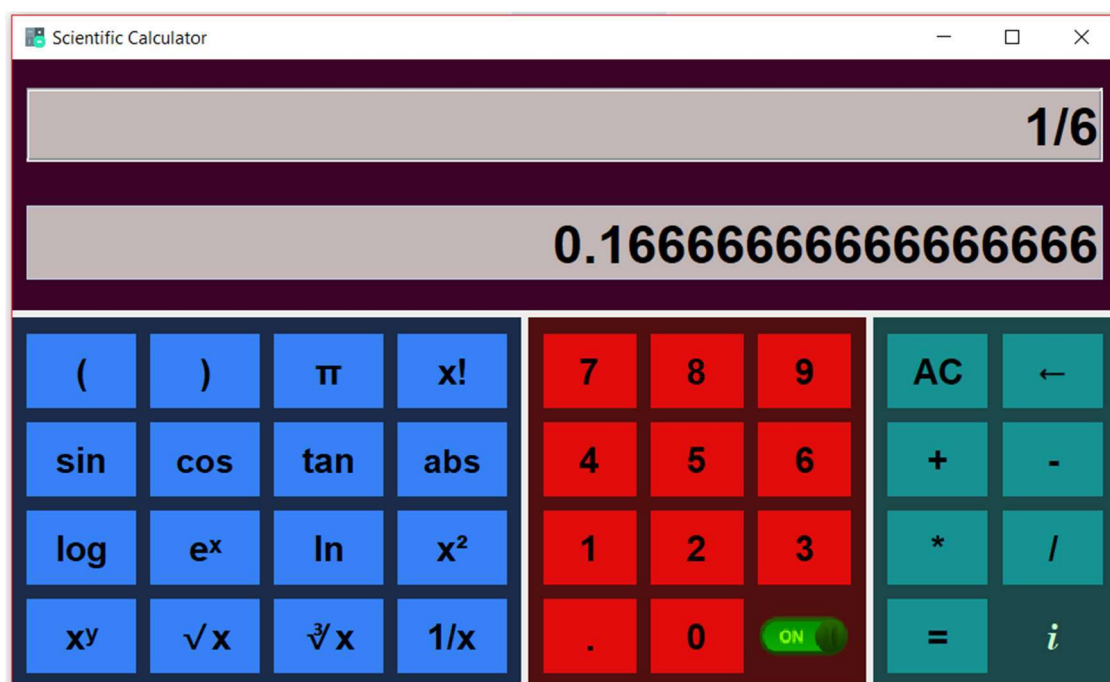 Scientific Calculator
1/6
0.16666666666666666
( ) π x! 7 8 9 AC ←
sin cos tan abs 4 5 6 + -
log eˣ ln x² 1 2 3 * /
xʸ √x ∛x 1/x . 0 ON = i